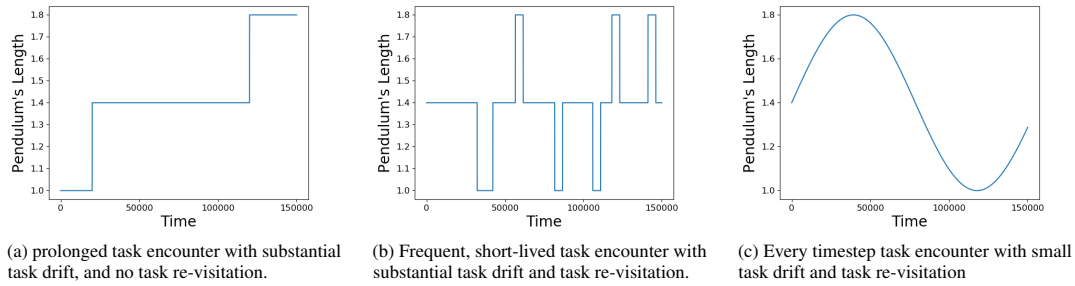 1.8
1.7
1.6
1.5
1.4
1.3
1.2
1.1
1.0
Pendulum's Length
0 50000 100000 150000
Time
(a) prolonged task encounter with substantial
task drift, and no task re-visitation.
1.8
1.7
1.6
1.5
1.4
1.3
1.2
1.1
1.0
Pendulum's Length
0 50000 100000 150000
Time
(b) Frequent, short-lived task encounter with
substantial task drift and task re-visitation.
1.8
1.6
1.4
1.2
1.0
Pendulum's Length
0 50000 100000 150000
Time
(c) Every timestep task encounter with small
task drift and task re-visitation